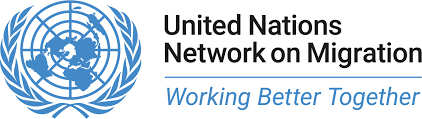 United Nations
Network on Migration
Working Better Together